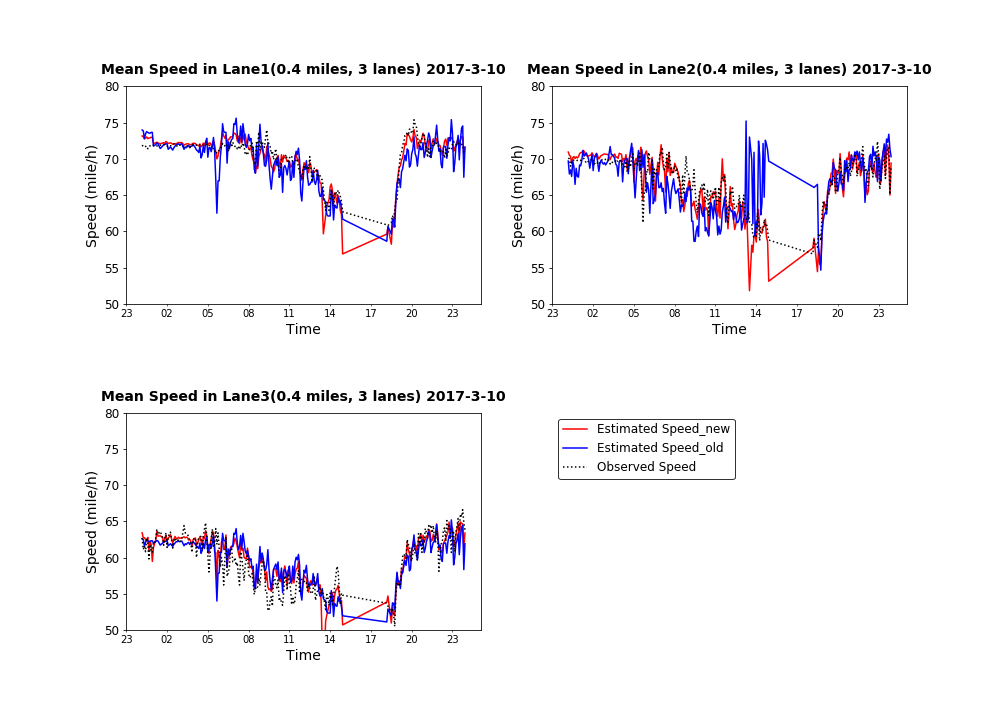 Mean Speed in Lane1(0.4 miles, 3 lanes) 2017-3-10
80
75
70
65
60
55
50
Speed (mile/h)
23 02 05 08 11 14 17 20 23
Time
Mean Speed in Lane2(0.4 miles, 3 lanes) 2017-3-10
80
75
70
65
60
55
50
Speed (mile/h)
23 02 05 08 11 14 17 20 23
Time
Mean Speed in Lane3(0.4 miles, 3 lanes) 2017-3-10
80
75
70
65
60
55
50
Speed (mile/h)
23 02 05 08 11 14 17 20 23
Time
Estimated Speed_new
Estimated Speed_old
Observed Speed